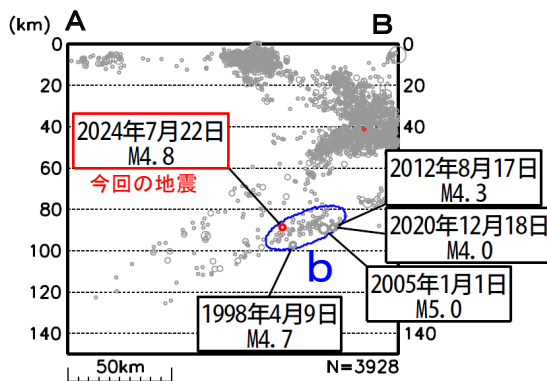 (km) A B
0 0
20 20
40 40
60 60
80
100
120
140 140
2024年7月22日
M4.8
今回の地震
2012年8月17日
M4.3
2020年12月18日
M4.0
2005年1月1日
M5.0
b
1998年4月9日
M4.7
50km N=3928